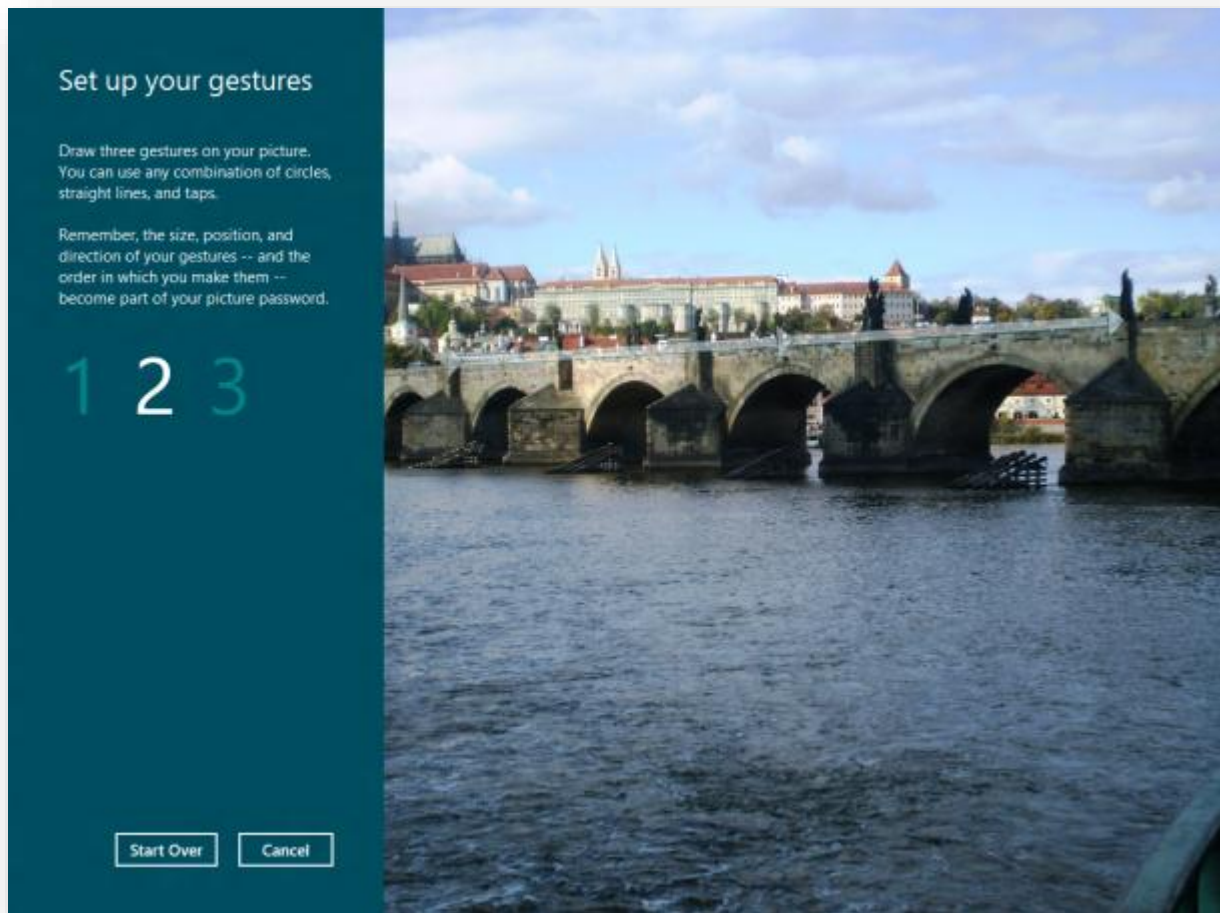 Set up your gestures
Draw three gestures on your picture.
You can use any combination of circles,
straight lines, and taps.
Remember, the size, position, and
direction of your gestures -- and the
order in which you make them --
become part of your picture password.
1 2 3
Start Over Cancel